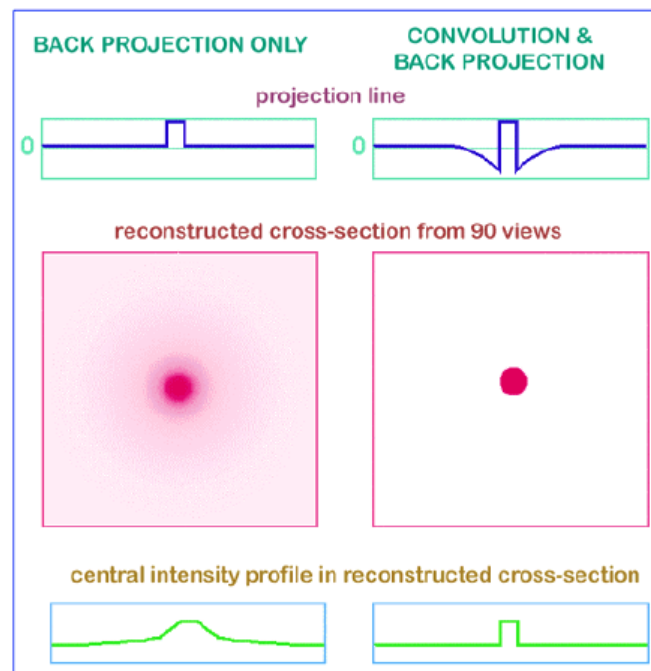 BACK PROJECTION ONLY
CONVOLUTION &
BACK PROJECTION
projection line
0
0
reconstructed cross-section from 90 views
central intensity profile in reconstructed cross-section